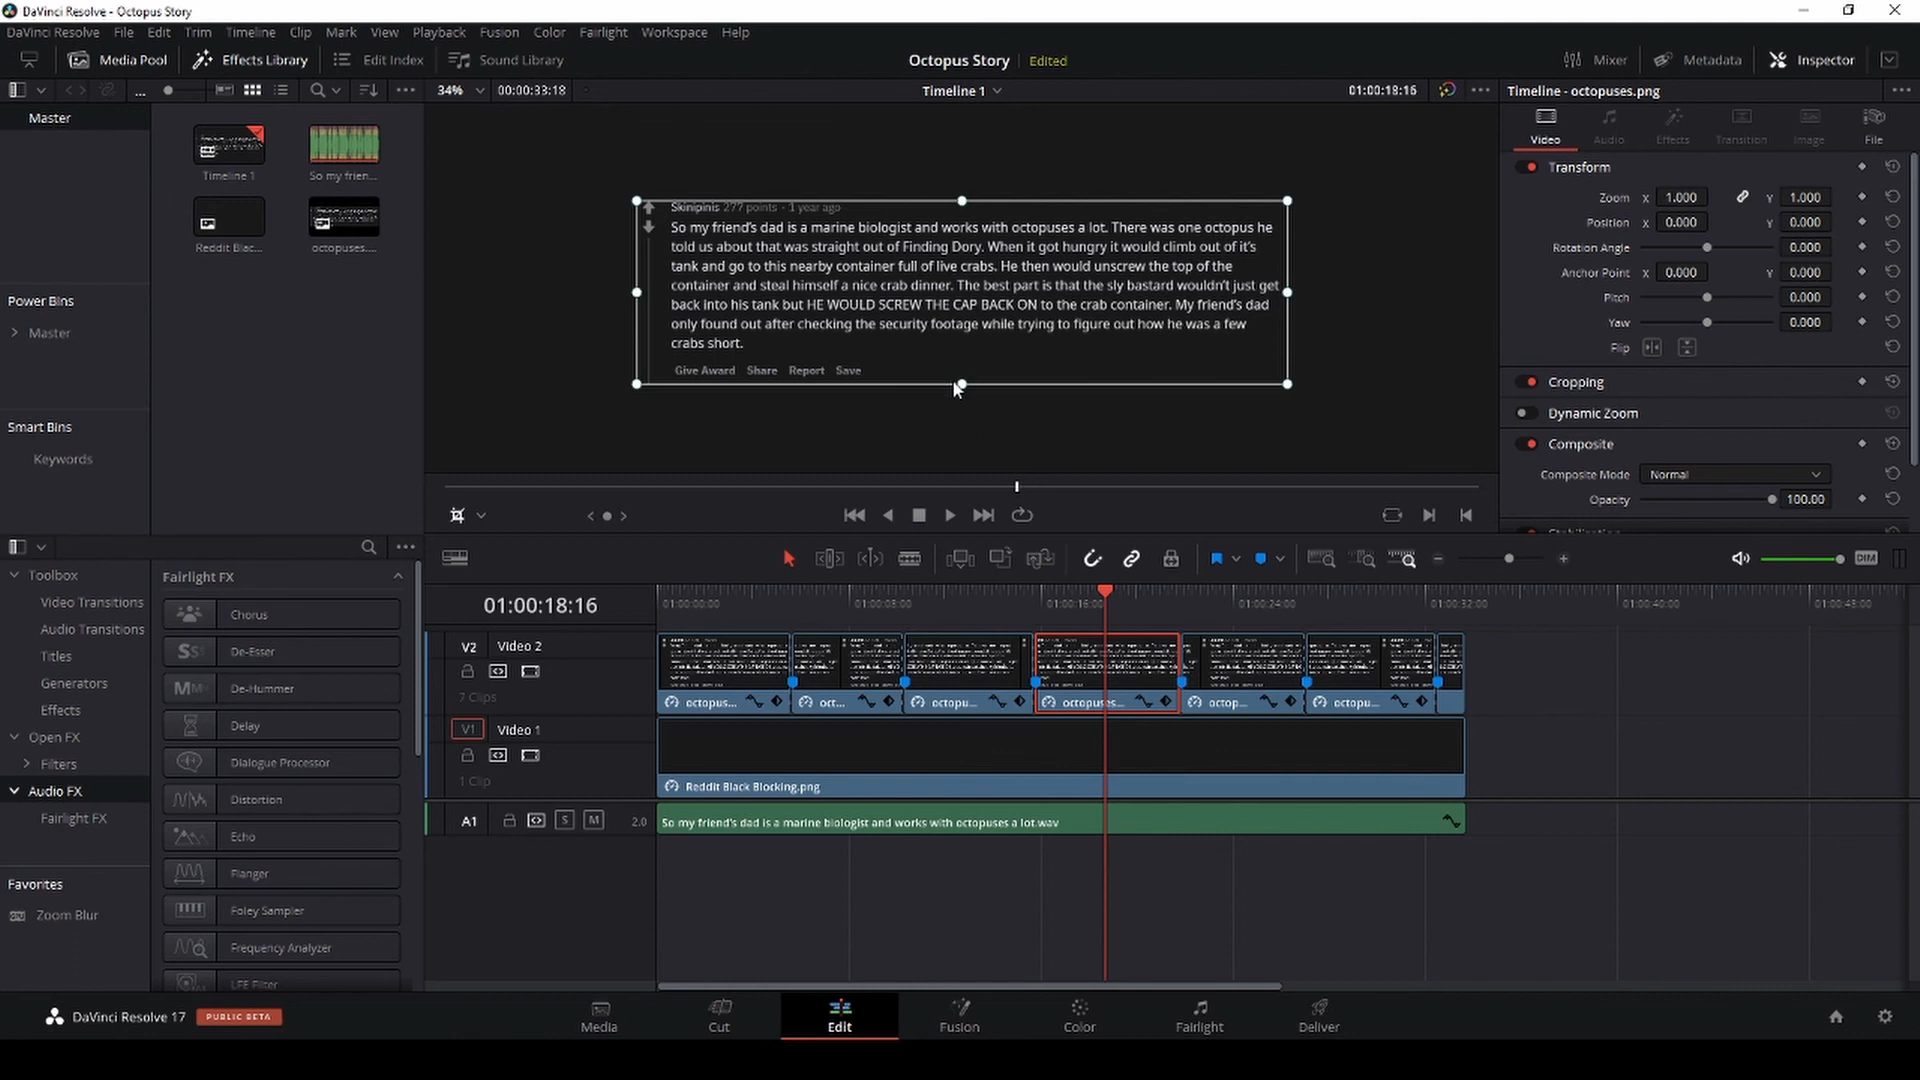 DaVinci Resolve - Octopus Story
DaVinci Resolve File Edit Trim Timeline Clip Mark View Playback Fusion Color Fairlight Workspace Help
Media Pool Effects Library Edit Index Sound Library Octopus Story Edited Mixer Metadata Inspector
... 34% 00:00:33:18 Timeline 1 01:00:18:16 Timeline - octopuses.png
Master
Timeline 1
So my frien...
Reddit Blac...
octopuses....
Power Bins
Master
Smart Bins
Keywords
Skinipinis 277 points · 1 year ago
So my friend's dad is a marine biologist and works with octopuses a lot. There was one octopus he
told us about that was straight out of Finding Dory. When it got hungry it would climb out of it's
tank and go to this nearby container full of live crabs. He then would unscrew the top of the
container and steal himself a nice crab dinner. The best part is that the sly bastard wouldn't just get
back into his tank but HE WOULD SCREW THE CAP BACK ON to the crab container. My friend's dad
only found out after checking the security footage while trying to figure out how he was a few
crabs short.
Give Award Share Report Save
Video Audio Effects Transition Image File
Transform
Zoom X 1.000 Y 1.000
Position X 0.000 Y 0.000
Rotation Angle 0.000
Anchor Point X 0.000 Y 0.000
Pitch 0.000
Yaw 0.000
Flip
Cropping
Dynamic Zoom
Composite
Composite Mode Normal
Opacity 100.00
Toolbox
Video Transitions
Audio Transitions
Titles
Generators
Effects
Open FX
Filters
Audio FX
Fairlight FX
Favorites
Zoom Blur
Fairlight FX
Chorus
De-Esser
De-Hummer
Delay
Dialogue Processor
Distortion
Echo
Flanger
Foley Sampler
Frequency Analyzer
LFE Filter
DIM
01:00:18:16
01:00:00:00 01:00:08:00 01:00:16:00 01:00:24:00 01:00:32:00 01:00:40:00 01:00:48:00
V2 Video 2
7 Clips
octopus... oct... octopu... octopuses... octop... octopu...
V1 Video 1
1 Clip
Reddit Black Blocking.png
A1 S M 2.0
So my friend's dad is a marine biologist and works with octopuses a lot.wav
DaVinci Resolve 17 PUBLIC BETA
Media Cut Edit Fusion Color Fairlight Deliver